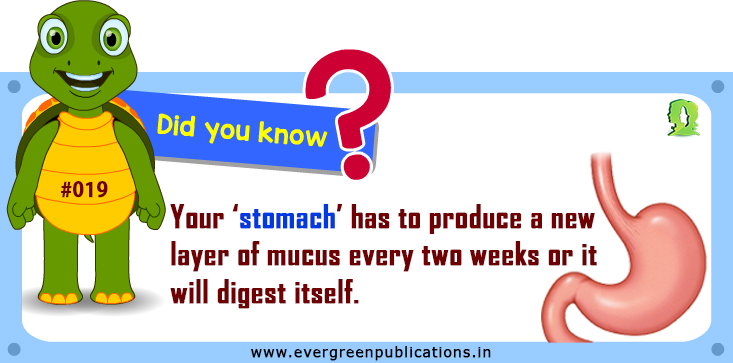 Did you know
?
#019
Your ‘stomach’ has to produce a new
layer of mucus every two weeks or it
will digest itself.
www.evergreenpublications.in